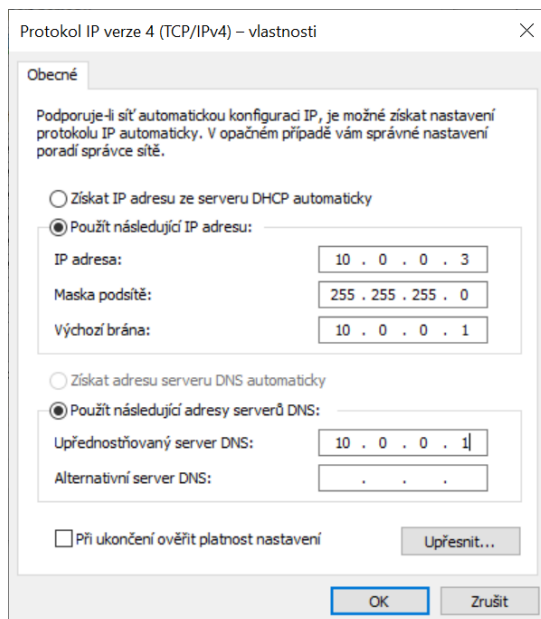 Protokol IP verze 4 (TCP/IPv4) – vlastnosti
Obecné
Podporuje-li síť automatickou konfiguraci IP, je možné získat nastavení
protokolu IP automaticky. V opačném případě vám správné nastavení
poradí správce sítě.
Získat IP adresu ze serveru DHCP automaticky
Použít následující IP adresu:
IP adresa: 10 . 0 . 0 . 3
Maska podsítě: 255 . 255 . 255 . 0
Výchozí brána: 10 . 0 . 0 . 1
Získat adresu serveru DNS automaticky
Použít následující adresy serverů DNS:
Upřednostňovaný server DNS: 10 . 0 . 0 . 1
Alternativní server DNS: . . .
Při ukončení ověřit platnost nastavení Upřesnit...
OK Zrušit